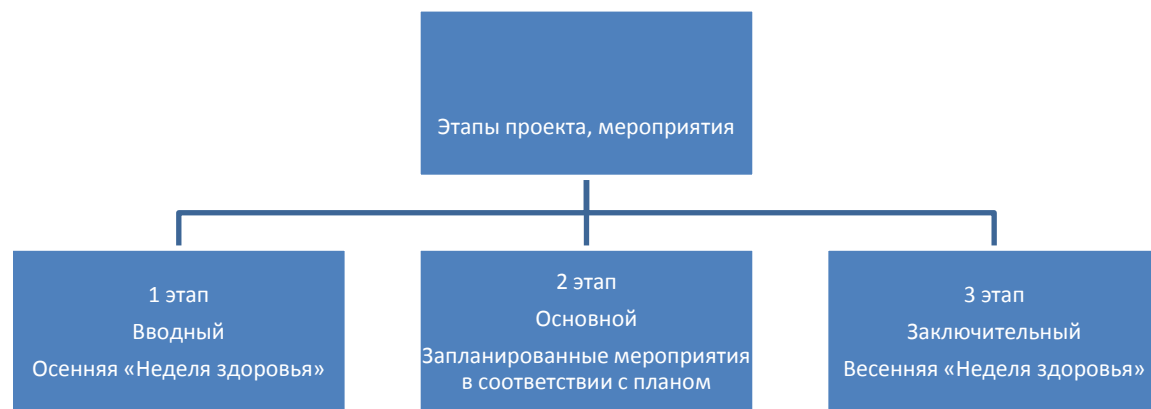 Этапы проекта, мероприятия
1 этап
Вводный
Осенняя «Неделя здоровья»
2 этап
Основной
Запланированные мероприятия
в соответствии с планом
3 этап
Заключительный
Весенняя «Неделя здоровья»